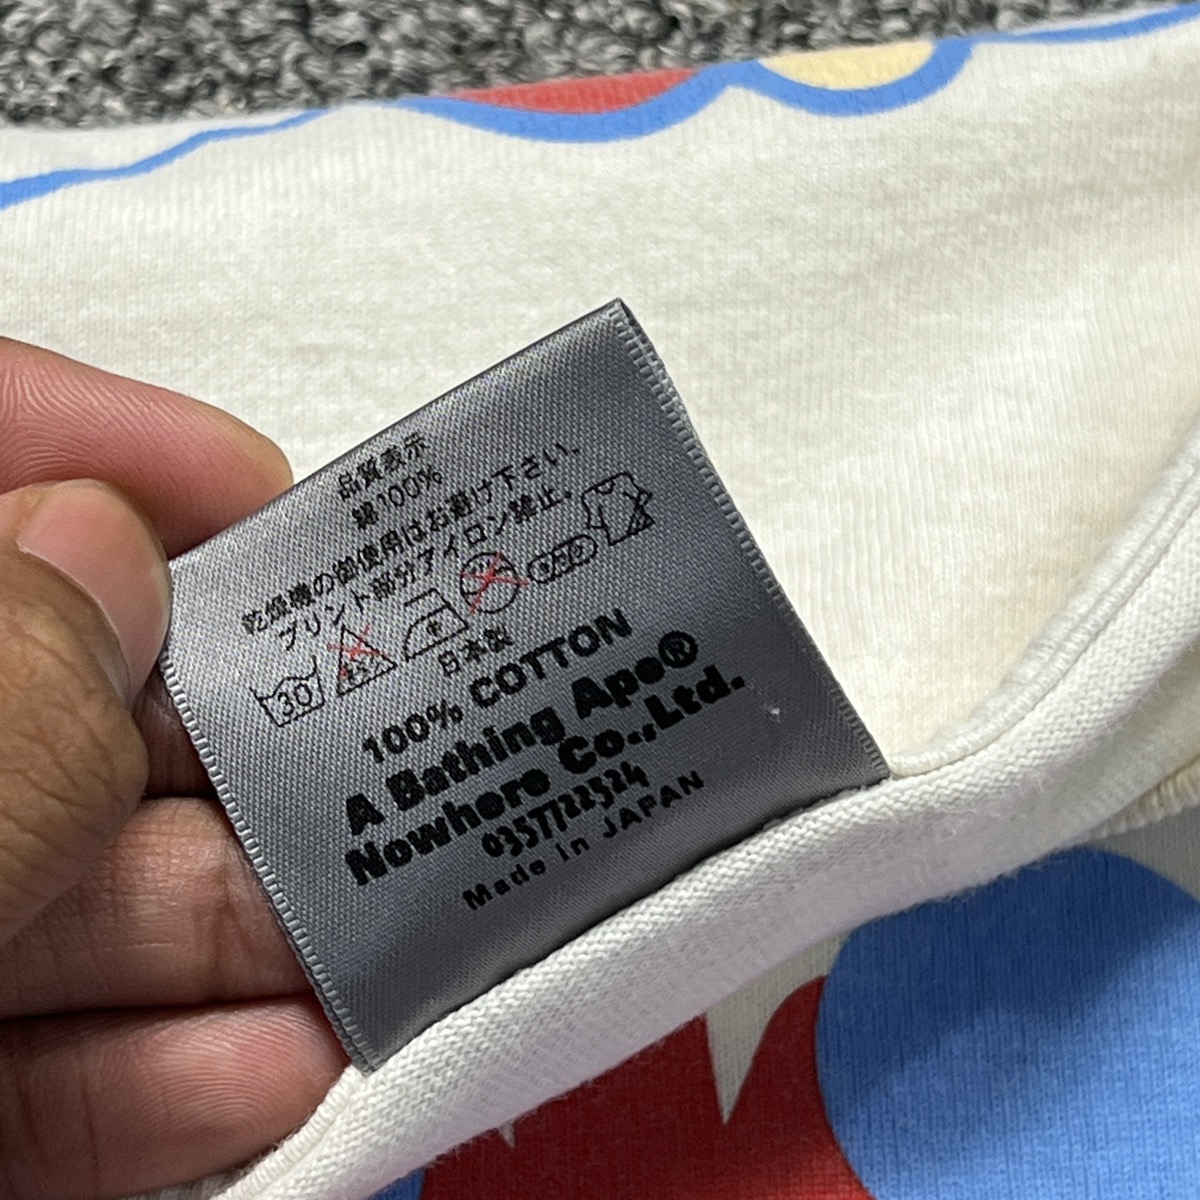 品質表示
綿100%
乾燥機の御使用はお避け下さい.
プリント部分アイロン禁止.
30
日本製
100% COTTON
A Bathing Ape®
Nowhere Co.,Ltd.
0357722524
Made in JAPAN